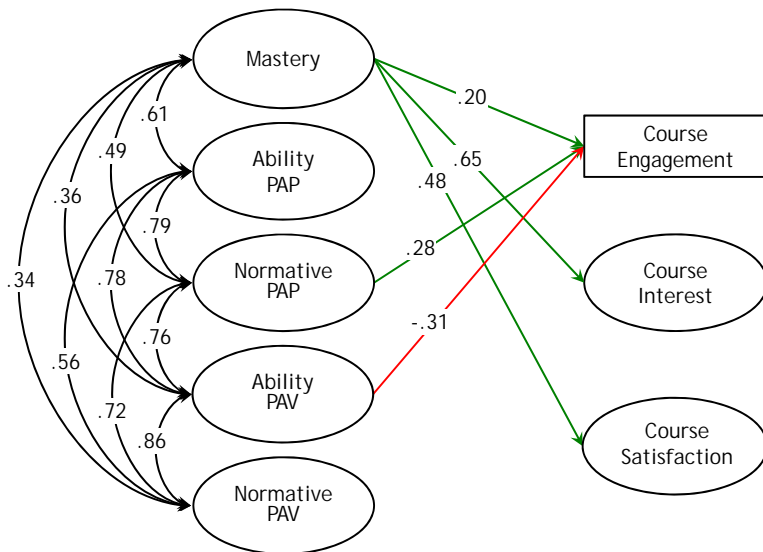 Mastery
.20
.61
Course
Engagement
.49
.65
Ability
PAP
.48
.36
.79
Normative
PAP
.28
Course
Interest
.34
.78
-.31
.76
.56
Ability
PAV
.72
.86
Course
Satisfaction
Normative
PAV